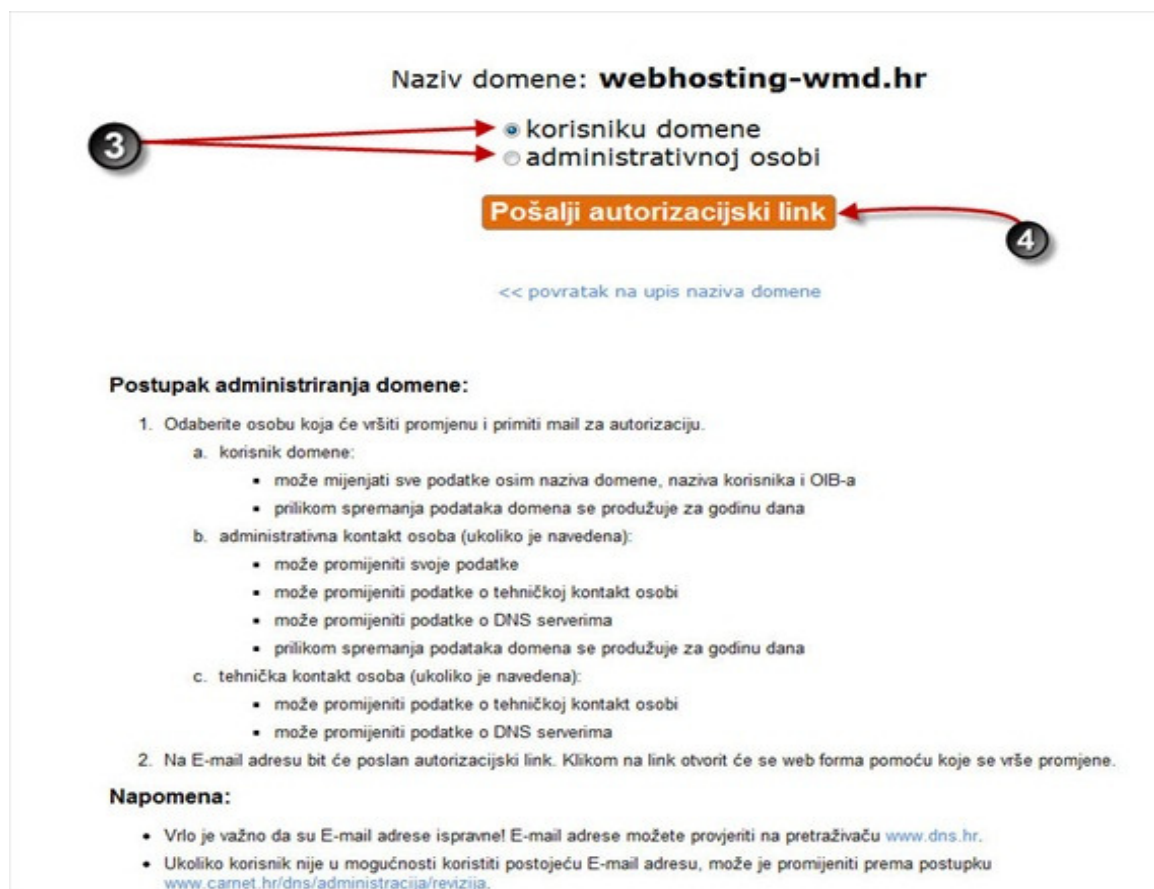 Naziv domene: webhosting-wmd.hr
3
korisniku domene
administrativnoj osobi
Pošalji autorizacijski link
4
<< povratak na upis naziva domene
Postupak administriranja domene:
1. Odaberite osobu koja će vršiti promjenu i primiti mail za autorizaciju.
a. korisnik domene:
▪ može mijenjati sve podatke osim naziva domene, naziva korisnika i OIB-a
▪ prilikom spremanja podataka domena se produžuje za godinu dana
b. administrativna kontakt osoba (ukoliko je navedena):
▪ može promijeniti svoje podatke
▪ može promijeniti podatke o tehničkoj kontakt osobi
▪ može promijeniti podatke o DNS serverima
▪ prilikom spremanja podataka domena se produžuje za godinu dana
c. tehnička kontakt osoba (ukoliko je navedena):
▪ može promijeniti podatke o tehničkoj kontakt osobi
▪ može promijeniti podatke o DNS serverima
2. Na E-mail adresu bit će poslan autorizacijski link. Klikom na link otvorit će se web forma pomoću koje se vrše promjene.
Napomena:
• Vrlo je važno da su E-mail adrese ispravne! E-mail adrese možete provjeriti na pretraživaču www.dns.hr.
• Ukoliko korisnik nije u mogućnosti koristiti postojeću E-mail adresu, može je promijeniti prema postupku
www.carnet.hr/dns/administracija/revizija.